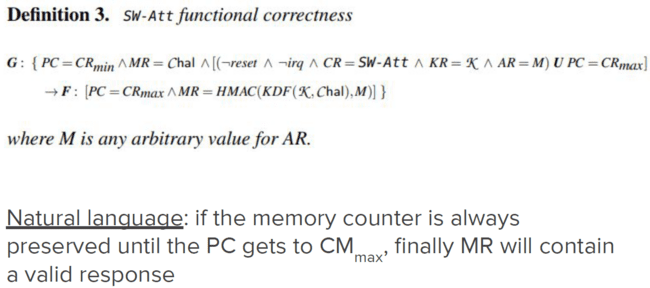 Definition 3. SW-Att functional correctness
G: { PC = CRmin ∧ MR = Chal ∧ [(¬reset ∧ ¬irq ∧ CR = SW-Att ∧ KR = 𝒦 ∧ AR = M) U PC = CRmax]
→ F: [PC = CRmax ∧ MR = HMAC(KDF(𝒦, Chal), M)] }
where M is any arbitrary value for AR.
Natural language: if the memory counter is always
preserved until the PC gets to CMmax, finally MR will contain
a valid response